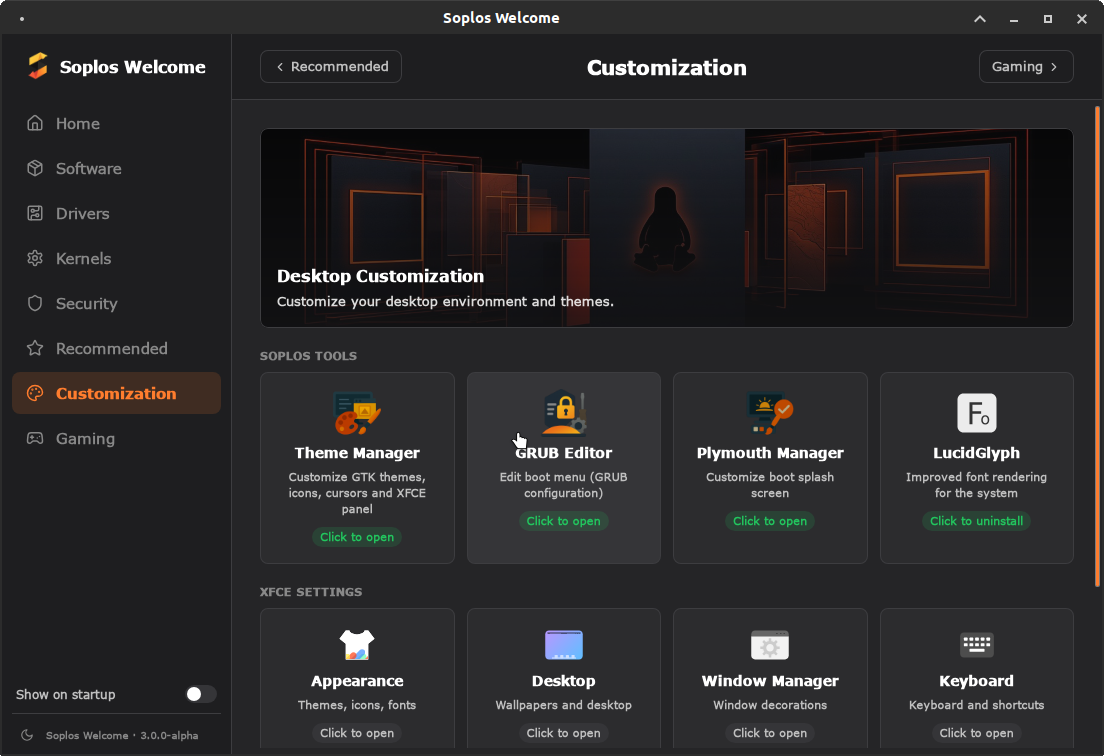 Soplos Welcome
Soplos Welcome
Recommended
Customization
Gaming
Home
Software
Drivers
Kernels
Security
Recommended
Customization
Gaming
Desktop Customization
Customize your desktop environment and themes.
SOPLOS TOOLS
Theme Manager
Customize GTK themes,
icons, cursors and XFCE
panel
Click to open
GRUB Editor
Edit boot menu (GRUB
configuration)
Click to open
Plymouth Manager
Customize boot splash
screen
Click to open
Fo
LucidGlyph
Improved font rendering
for the system
Click to uninstall
XFCE SETTINGS
Appearance
Themes, icons, fonts
Click to open
Desktop
Wallpapers and desktop
Click to open
Window Manager
Window decorations
Click to open
Keyboard
Keyboard and shortcuts
Click to open
Show on startup
Soplos Welcome · 3.0.0-alpha